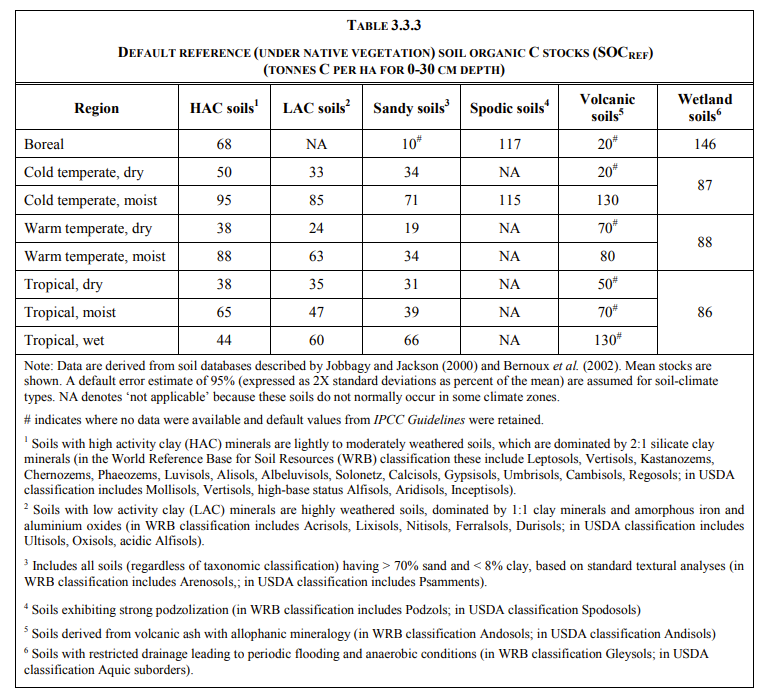 TABLE 3.3.3
DEFAULT REFERENCE (UNDER NATIVE VEGETATION) SOIL ORGANIC C STOCKS (SOCREF)
(TONNES C PER HA FOR 0-30 CM DEPTH)
Region HAC soils1 LAC soils2 Sandy soils3 Spodic soils4 Volcanic soils5 Wetland soils6
Boreal 68 NA 10# 117 20# 146
Cold temperate, dry 50 33 34 NA 20# 87
Cold temperate, moist 95 85 71 115 130
Warm temperate, dry 38 24 19 NA 70# 88
Warm temperate, moist 88 63 34 NA 80
Tropical, dry 38 35 31 NA 50# 86
Tropical, moist 65 47 39 NA 70#
Tropical, wet 44 60 66 NA 130#
Note: Data are derived from soil databases described by Jobbagy and Jackson (2000) and Bernoux et al. (2002). Mean stocks are
shown. A default error estimate of 95% (expressed as 2X standard deviations as percent of the mean) are assumed for soil-climate
types. NA denotes ‘not applicable’ because these soils do not normally occur in some climate zones.
# indicates where no data were available and default values from IPCC Guidelines were retained.
1 Soils with high activity clay (HAC) minerals are lightly to moderately weathered soils, which are dominated by 2:1 silicate clay
minerals (in the World Reference Base for Soil Resources (WRB) classification these include Leptosols, Vertisols, Kastanozems,
Chernozems, Phaeozems, Luvisols, Alisols, Albeluvisols, Solonetz, Calcisols, Gypsisols, Umbrisols, Cambisols, Regosols; in USDA
classification includes Mollisols, Vertisols, high-base status Alfisols, Aridisols, Inceptisols).
2 Soils with low activity clay (LAC) minerals are highly weathered soils, dominated by 1:1 clay minerals and amorphous iron and
aluminium oxides (in WRB classification includes Acrisols, Lixisols, Nitisols, Ferralsols, Durisols; in USDA classification includes
Ultisols, Oxisols, acidic Alfisols).
3 Includes all soils (regardless of taxonomic classification) having > 70% sand and < 8% clay, based on standard textural analyses (in
WRB classification includes Arenosols,; in USDA classification includes Psamments).
4 Soils exhibiting strong podzolization (in WRB classification includes Podzols; in USDA classification Spodosols)
5 Soils derived from volcanic ash with allophanic mineralogy (in WRB classification Andosols; in USDA classification Andisols)
6 Soils with restricted drainage leading to periodic flooding and anaerobic conditions (in WRB classification Gleysols; in USDA
classification Aquic suborders).